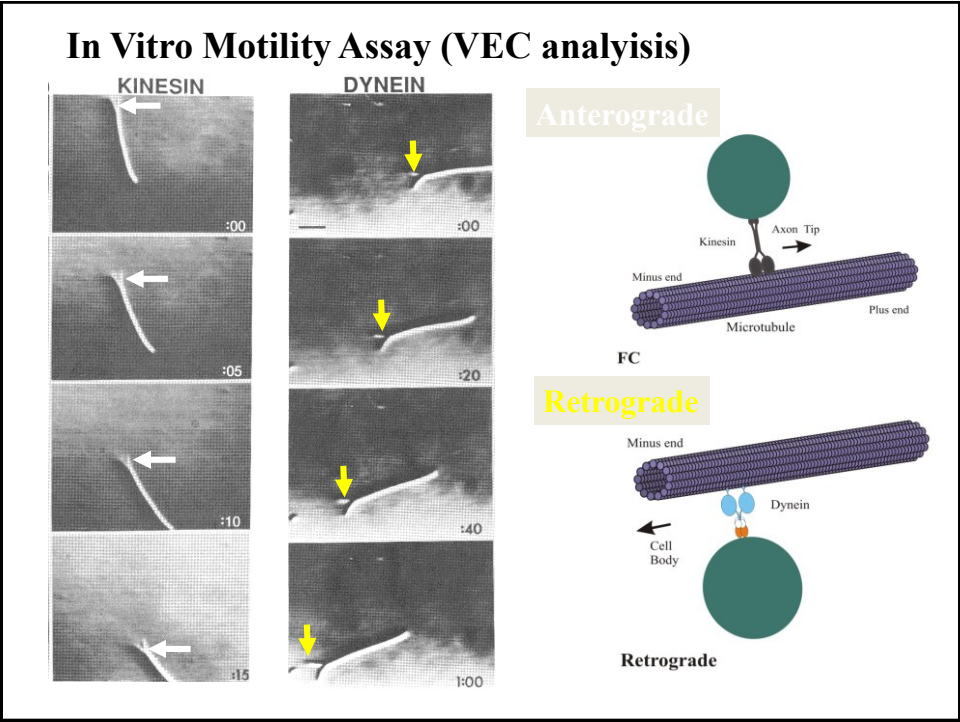 In Vitro Motility Assay (VEC analyisis)
KINESIN
:00
:05
:10
:15
DYNEIN
:00
:20
:40
1:00
Anterograde
Kinesin
Axon Tip
Minus end
Plus end
Microtubule
FC
Retrograde
Minus end
Dynein
Cell
Body
Retrograde